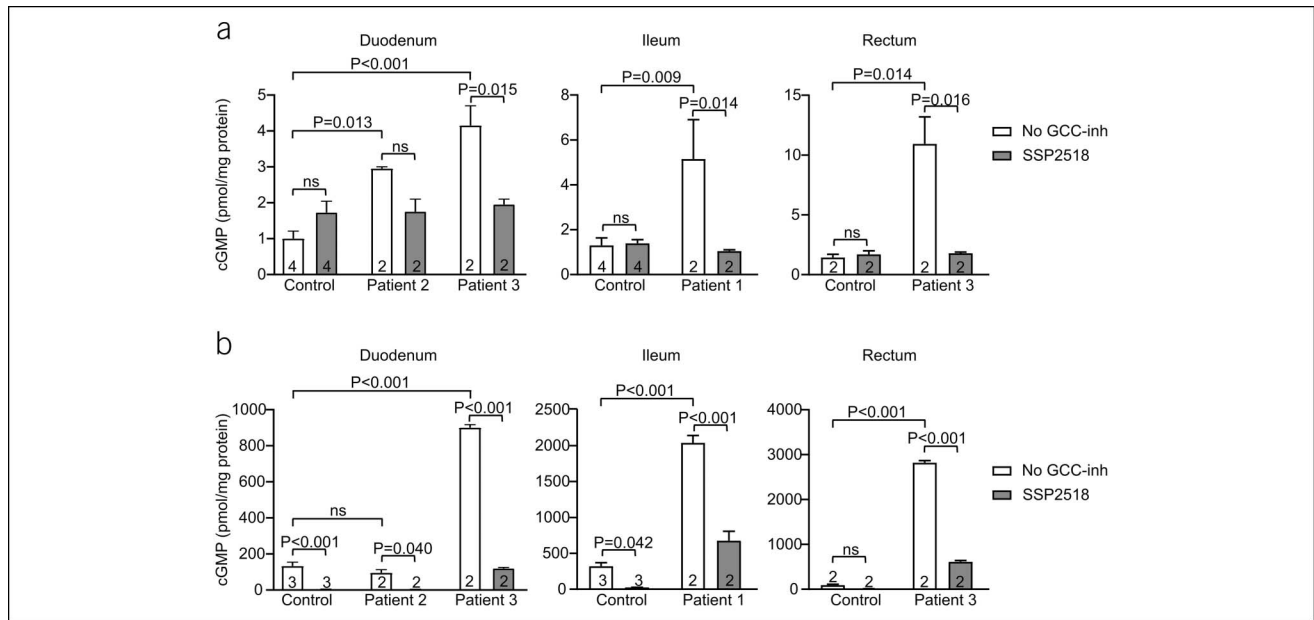 a
Duodenum
Ileum
Rectum
P<0.001
P=0.009
P=0.014
P=0.015
P=0.014
P=0.016
P=0.013
ns
ns
ns
ns
cGMP (pmol/mg protein)
5
4
3
2
1
0
8
6
4
2
0
15
10
5
0
No GCC-inh
SSP2518
4 4 2 2 2 2
4 4 2 2
2 2 2 2
Control Patient 2 Patient 3
Control Patient 1
Control Patient 3
b
Duodenum
Ileum
Rectum
P<0.001
P<0.001
P<0.001
P<0.001
P<0.001
P<0.001
ns
P<0.001
P=0.040
P=0.042
ns
cGMP (pmol/mg protein)
1000
800
600
400
200
0
2500
2000
1500
1000
500
0
4000
3000
2000
1000
0
No GCC-inh
SSP2518
3 3 2 2 2 2
3 3 2 2
2 2 2 2
Control Patient 2 Patient 3
Control Patient 1
Control Patient 3